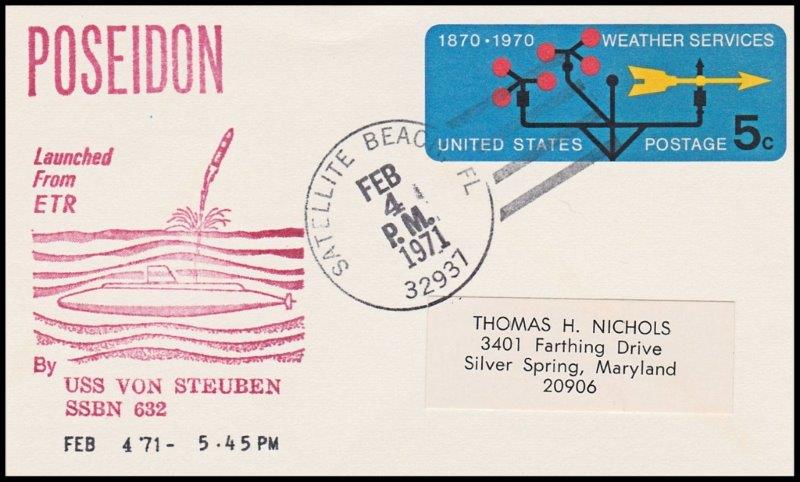 POSEIDON
1870 · 1970 WEATHER SERVICES
UNITED STATES POSTAGE 5c
Launched
From
ETR
SATELLITE BEACH FL
FEB
4
P.M.
1971
32937
THOMAS H. NICHOLS
3401 Farthing Drive
Silver Spring, Maryland
20906
By
USS VON STEUBEN
SSBN 632
FEB 4 '71- 5·45 PM